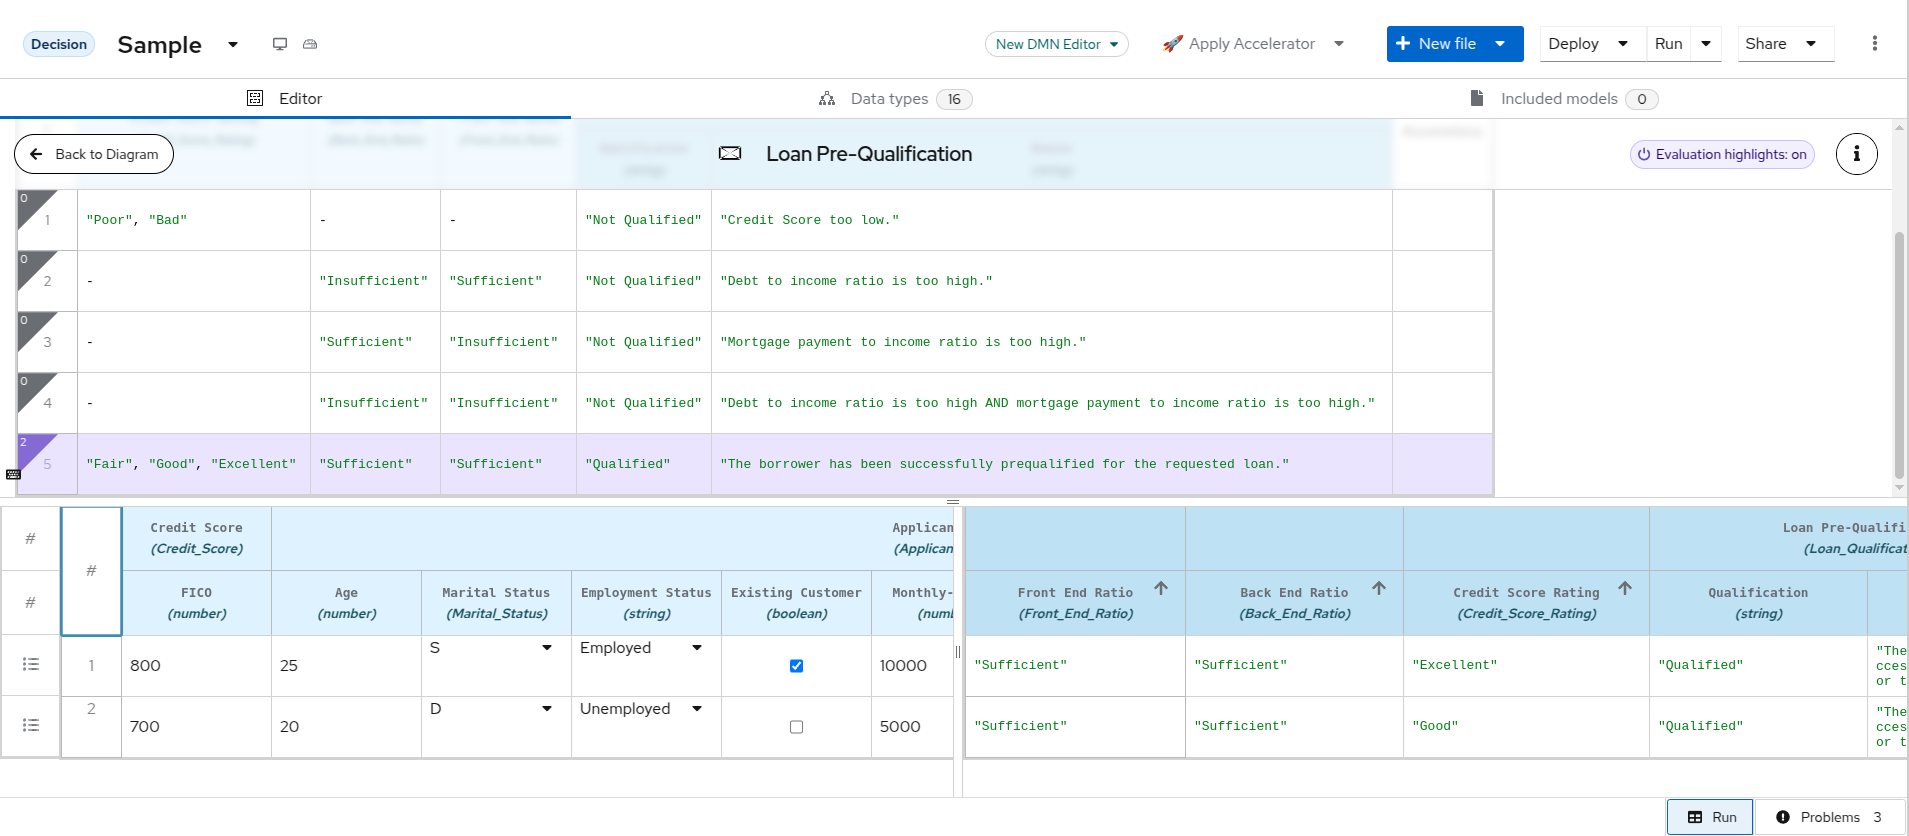 Decision Sample New DMN Editor Apply Accelerator New file Deploy Run Share
Editor Data types 16 Included models 0
Back to Diagram Loan Pre-Qualification Evaluation highlights: on
0 1 "Poor", "Bad" - - "Not Qualified" "Credit Score too low."
0 2 - "Insufficient" "Sufficient" "Not Qualified" "Debt to income ratio is too high."
0 3 - "Sufficient" "Insufficient" "Not Qualified" "Mortgage payment to income ratio is too high."
0 4 - "Insufficient" "Insufficient" "Not Qualified" "Debt to income ratio is too high AND mortgage payment to income ratio is too high."
2 5 "Fair", "Good", "Excellent" "Sufficient" "Sufficient" "Qualified" "The borrower has been successfully prequalified for the requested loan."
# # Credit Score Applican Loan Pre-Qualifi
(Credit_Score) (Applican (Loan_Qualificat
# FICO Age Marital Status Employment Status Existing Customer Monthly- Front End Ratio Back End Ratio Credit Score Rating Qualification
(number) (number) (Marital_Status) (string) (boolean) (numl (Front_End_Ratio) (Back_End_Ratio) (Credit_Score_Rating) (string)
1 800 25 S Employed 10000 "Sufficient" "Sufficient" "Excellent" "Qualified" "The
cces
or t
2 700 20 D Unemployed 5000 "Sufficient" "Sufficient" "Good" "Qualified" "The
cces
or t
Run Problems 3